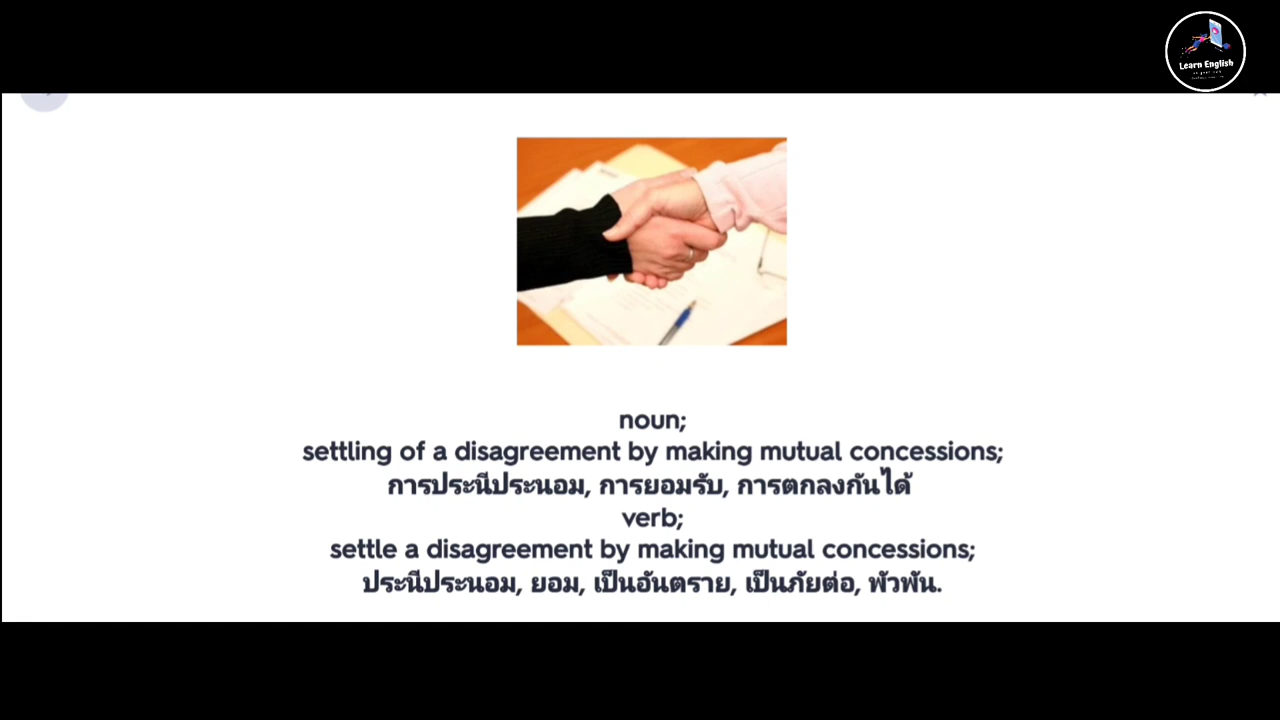 Learn English
noun;
settling of a disagreement by making mutual concessions;
การประนีประนอม, การยอมรับ, การตกลงกันได้
verb;
settle a disagreement by making mutual concessions;
ประนีประนอม, ยอม, เป็นอันตราย, เป็นภัยต่อ, พัวพัน.